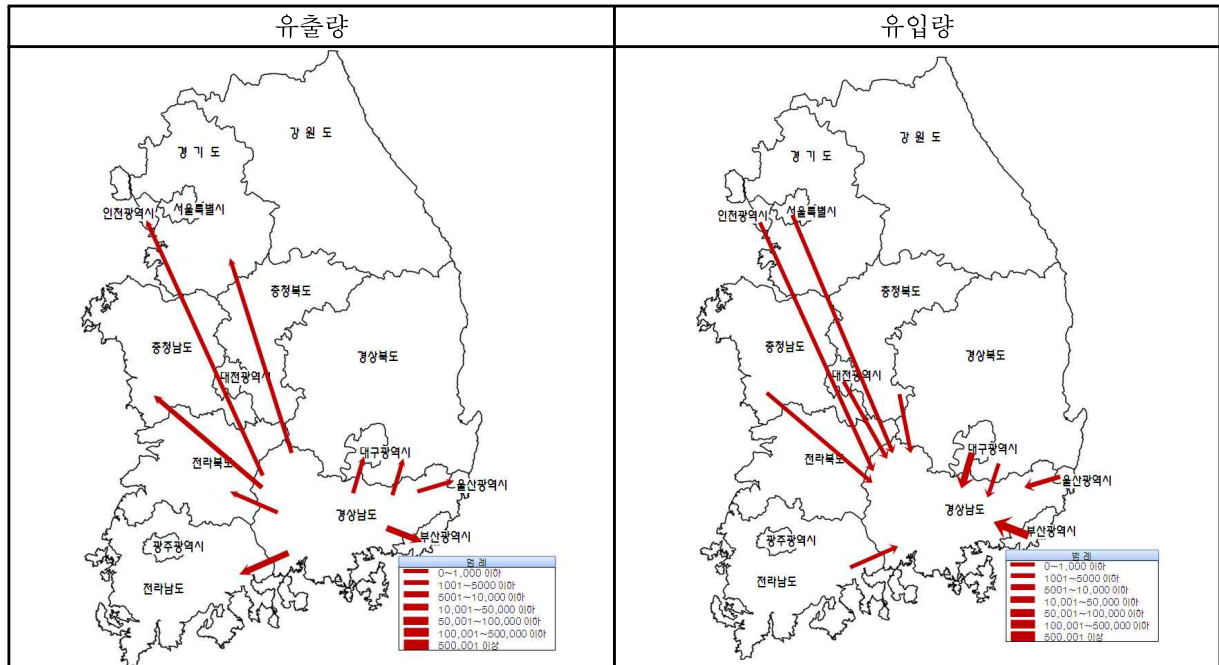 유출량
유입량
강 원 도
경 기 도
인천광역시
서울특별시
충청북도
충청남도
대전광역시
경상북도
전라북도
대구광역시
울산광역시
경상남도
부산광역시
광주광역시
전라남도
범 례
0~1,000 이하
1001~5000 이하
5001~10,000 이하
10,001~50,000 이하
50,001~100,000 이하
100,001~500,000 이하
500,001 이상
강 원 도
경 기 도
인천광역시
서울특별시
충청북도
충청남도
대전광역시
경상북도
전라북도
대구광역시
울산광역시
경상남도
부산광역시
광주광역시
전라남도
범 례
0~1,000 이하
1001~5000 이하
5001~10,000 이하
10,001~50,000 이하
50,001~100,000 이하
100,001~500,000 이하
500,001 이상